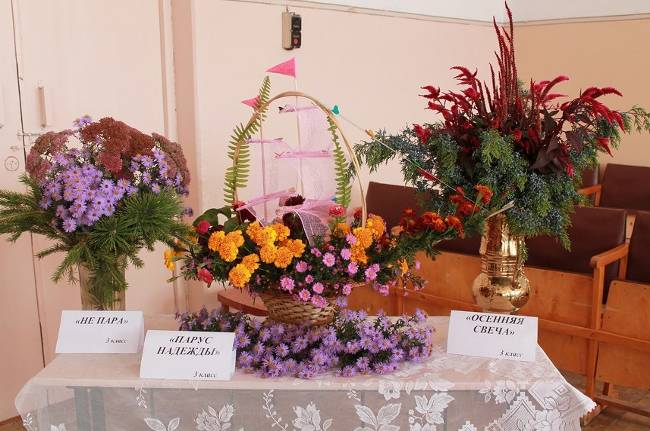 «НЕ ПАРА»
3 класс
«ПАРУС
НАДЕЖДЫ»
3 класс
«ОСЕННЯЯ
СВЕЧА»
3 класс